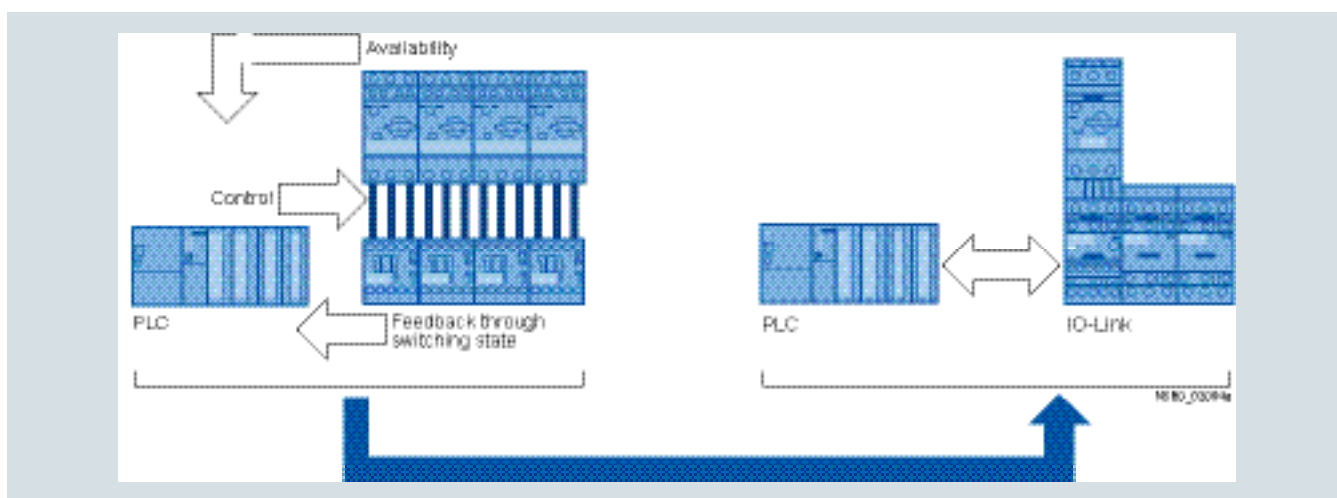 Availability
Control
PLC
Feedback through
switching state
PLC
IO-Link